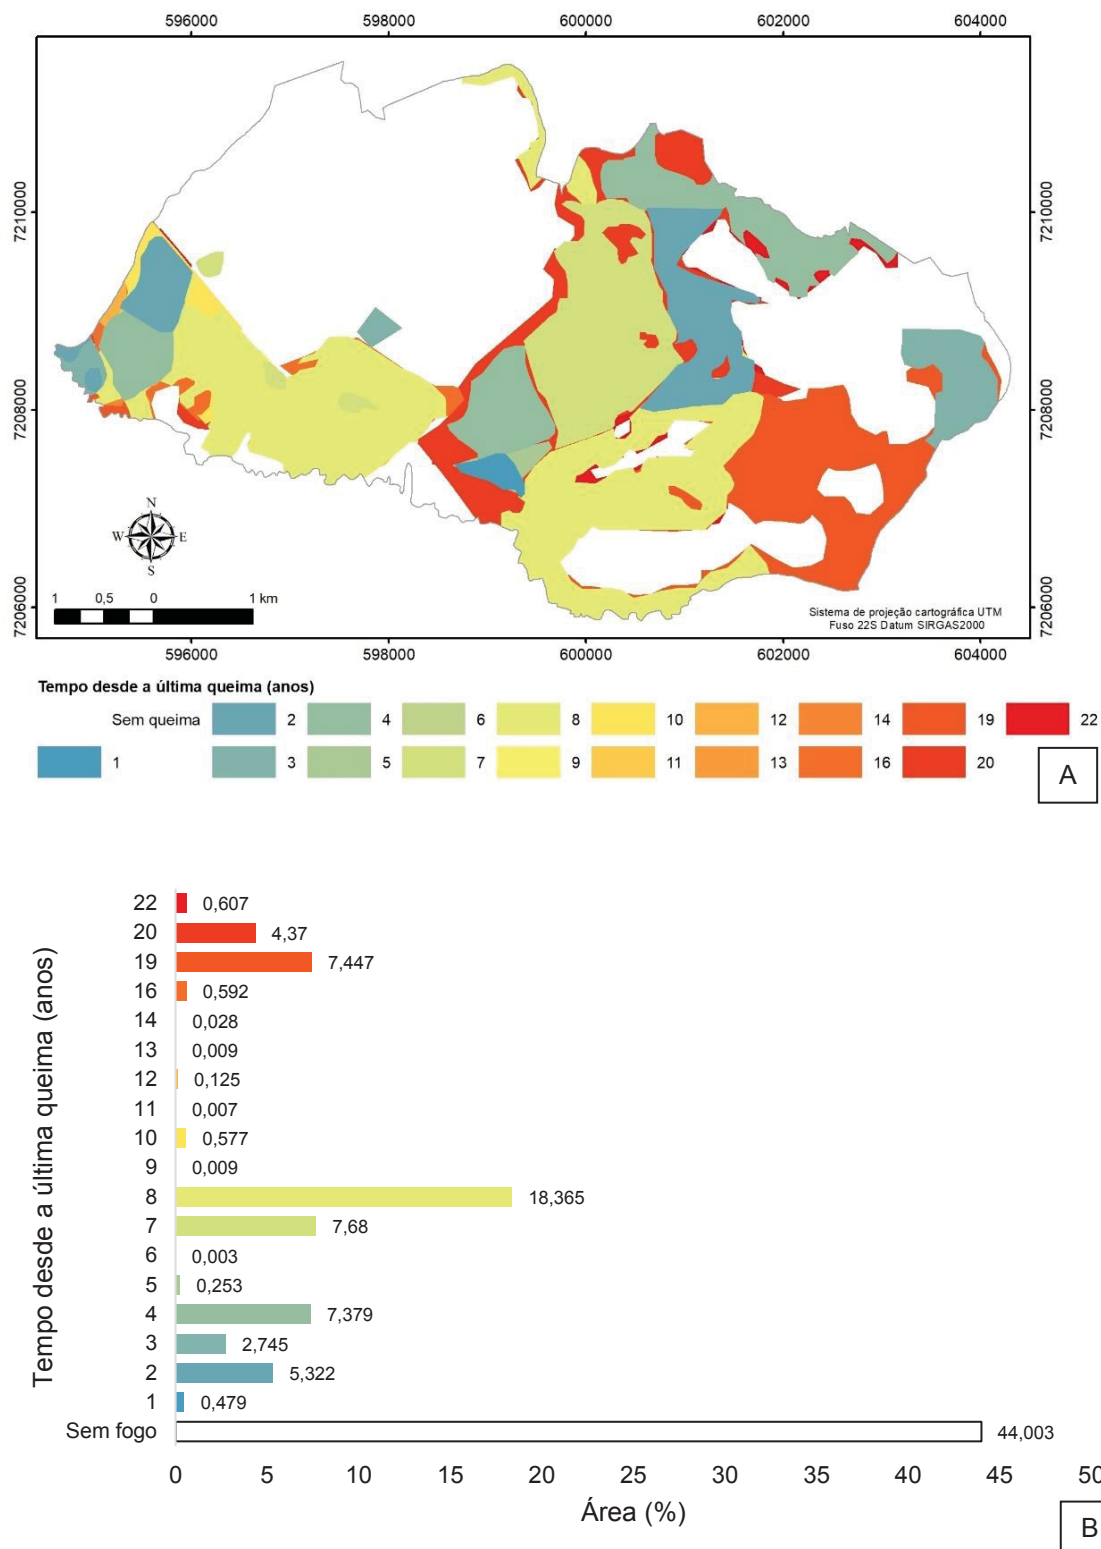 596000 598000 600000 602000 604000
7210000 7210000
7208000 7208000
7206000 7206000
N
W E
S
1 0,5 0 1 km
Sistema de projeção cartográfica UTM
Fuso 22S Datum SIRGAS2000
596000 598000 600000 602000 604000
Tempo desde a última queima (anos)
Sem queima 2 4 6 8 10 12 14 19 22
1 3 5 7 9 11 13 16 20
A
Tempo desde a última queima (anos)
22 0,607
20 4,37
19 7,447
16 0,592
14 0,028
13 0,009
12 0,125
11 0,007
10 0,577
9 0,009
8 18,365
7 7,68
6 0,003
5 0,253
4 7,379
3 2,745
2 5,322
1 0,479
Sem fogo 44,003
0 5 10 15 20 25 30 35 40 45 50
Área (%)
B